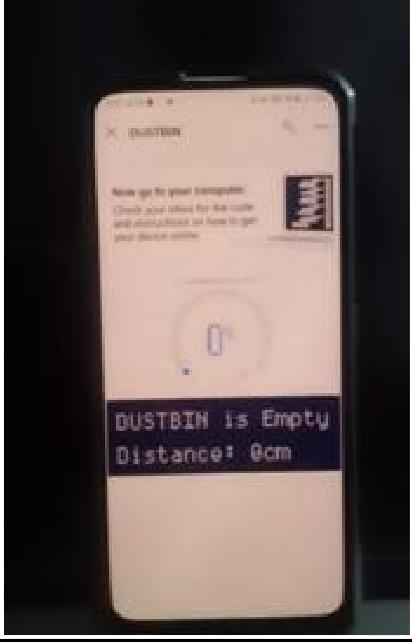 DUSTBIN
Now go to your computer
Check your inbox for the code
and instructions on how to get
your device online
0
DUSTBIN is Empty
Distance: 0cm